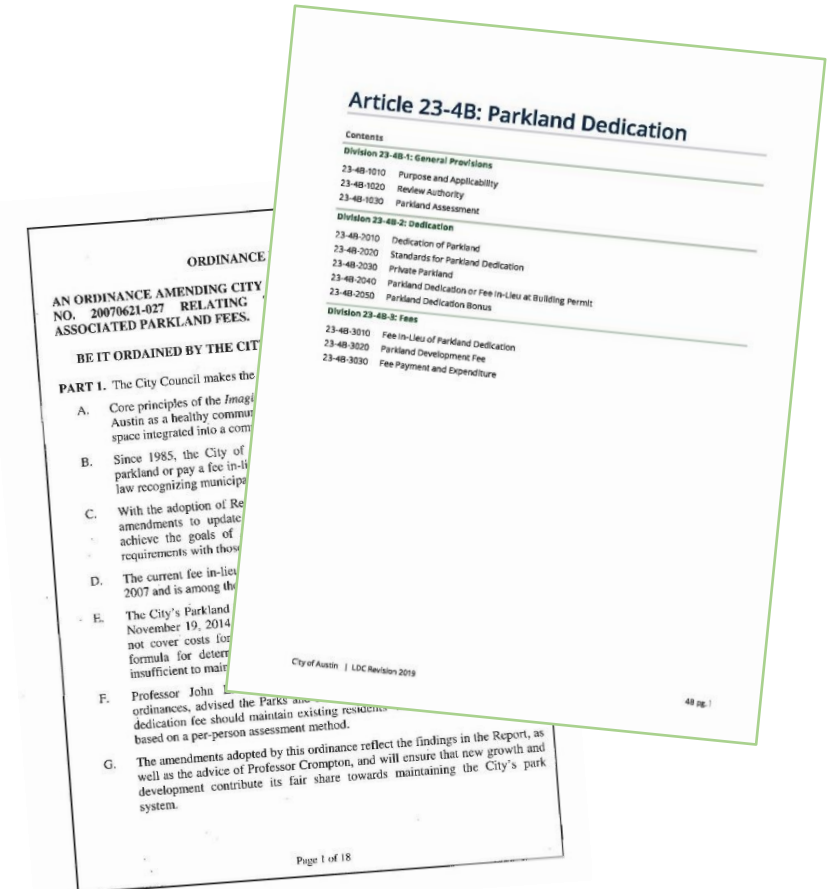 Article 23-4B: Parkland Dedication
Contents
Division 23-4B-1: General Provisions
23-4B-1010 Purpose and Applicability
23-4B-1020 Review Authority
23-4B-1030 Parkland Assessment
Division 23-4B-2: Dedication
23-4B-2010 Dedication of Parkland
23-4B-2020 Standards for Parkland Dedication
23-4B-2030 Private Parkland
23-4B-2040 Parkland Dedication or Fee In-Lieu at Building Permit
23-4B-2050 Parkland Dedication Bonus
Division 23-4B-3: Fees
23-4B-3010 Fee In-Lieu of Parkland Dedication
23-4B-3020 Parkland Development Fee
23-4B-3030 Fee Payment and Expenditure
City of Austin | LDC Revision 2019
4B pg. 1
ORDINANCE
AN ORDINANCE AMENDING CITY
NO. 20070621-027 RELATING
ASSOCIATED PARKLAND FEES.
BE IT ORDAINED BY THE CIT
PART 1. The City Council makes the
A. Core principles of the Imagi
Austin as a healthy commun
space integrated into a com
B. Since 1985, the City of
parkland or pay a fee in-li
law recognizing municipa
C. With the adoption of Re
amendments to update
achieve the goals of
requirements with those
D. The current fee in-lieu
2007 and is among the
E. The City's Parkland
November 19, 2014
not cover costs for
formula for determ
insufficient to main
F. Professor John
ordinances, advised the Parks and
dedication fee should maintain existing residents
based on a per-person assessment method.
G. The amendments adopted by this ordinance reflect the findings in the Report, as
well as the advice of Professor Crompton, and will ensure that new growth and
development contribute its fair share towards maintaining the City's park
system.
Page 1 of 18